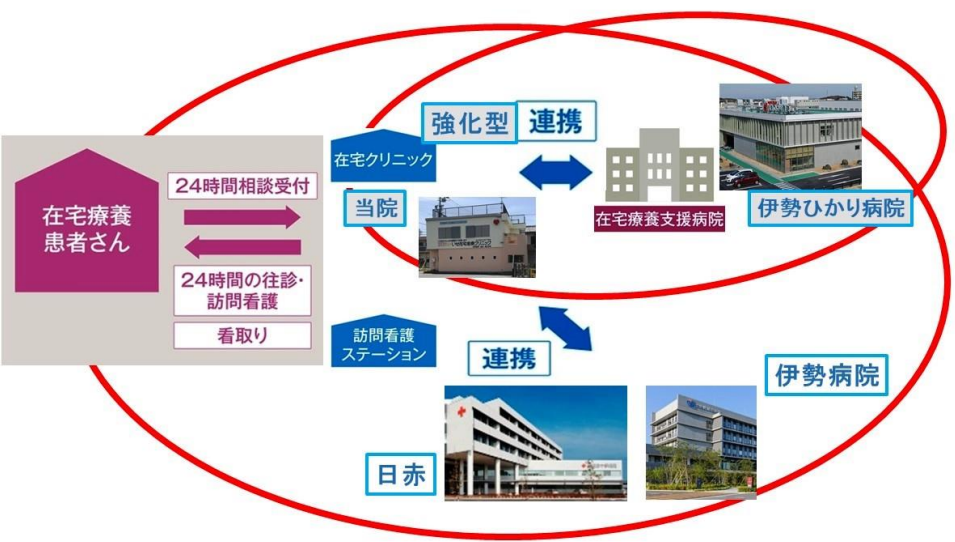 強化型
連携
在宅クリニック
24時間相談受付
在宅療養
患者さん
当院
伊勢ひかり病院
在宅療養支援病院
24時間の往診・
訪問看護
看取り
訪問看護
ステーション
連携
伊勢病院
日赤